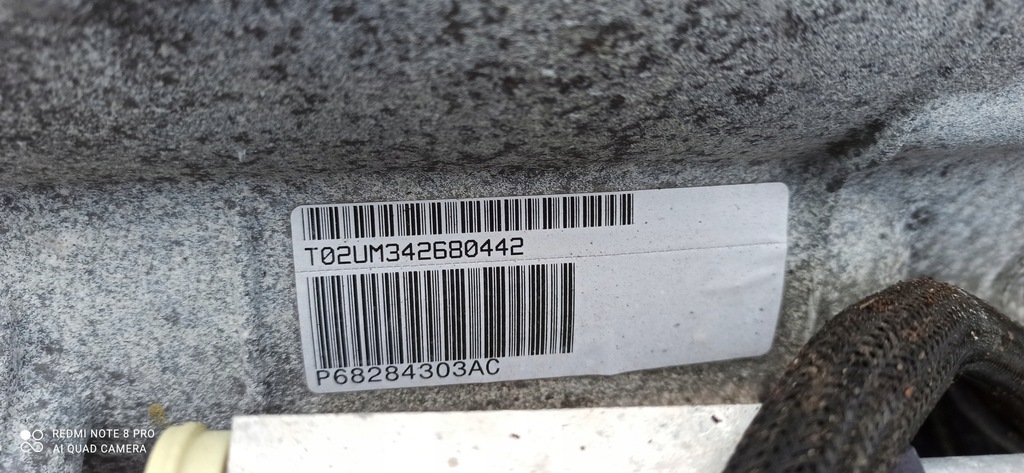 T02UM342680442
P68284303AC
REDMI NOTE 8 PRO
AI QUAD CAMERA